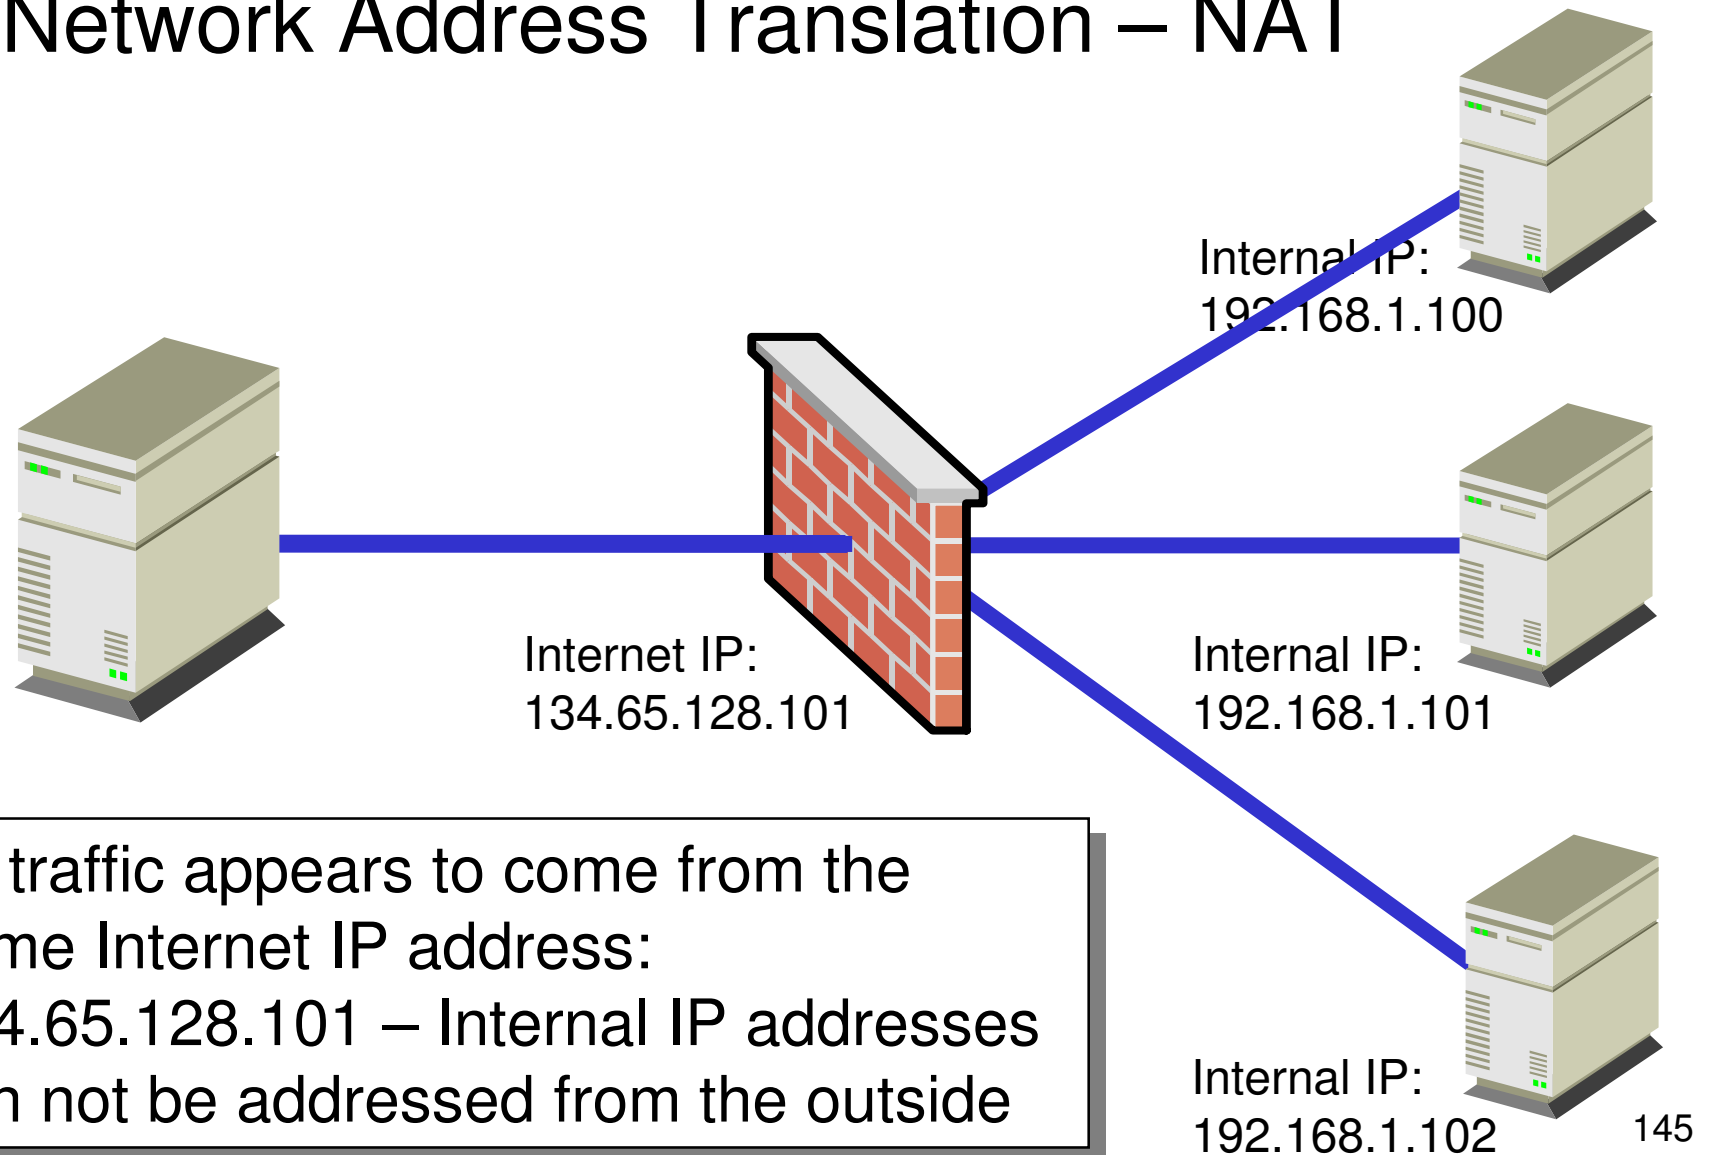 Network Address Translation – NAT
Internal IP:
192.168.1.100
Internet IP:
134.65.128.101
Internal IP:
192.168.1.101
traffic appears to come from the
me Internet IP address:
4.65.128.101 – Internal IP addresses
n not be addressed from the outside
Internal IP:
192.168.1.102
145